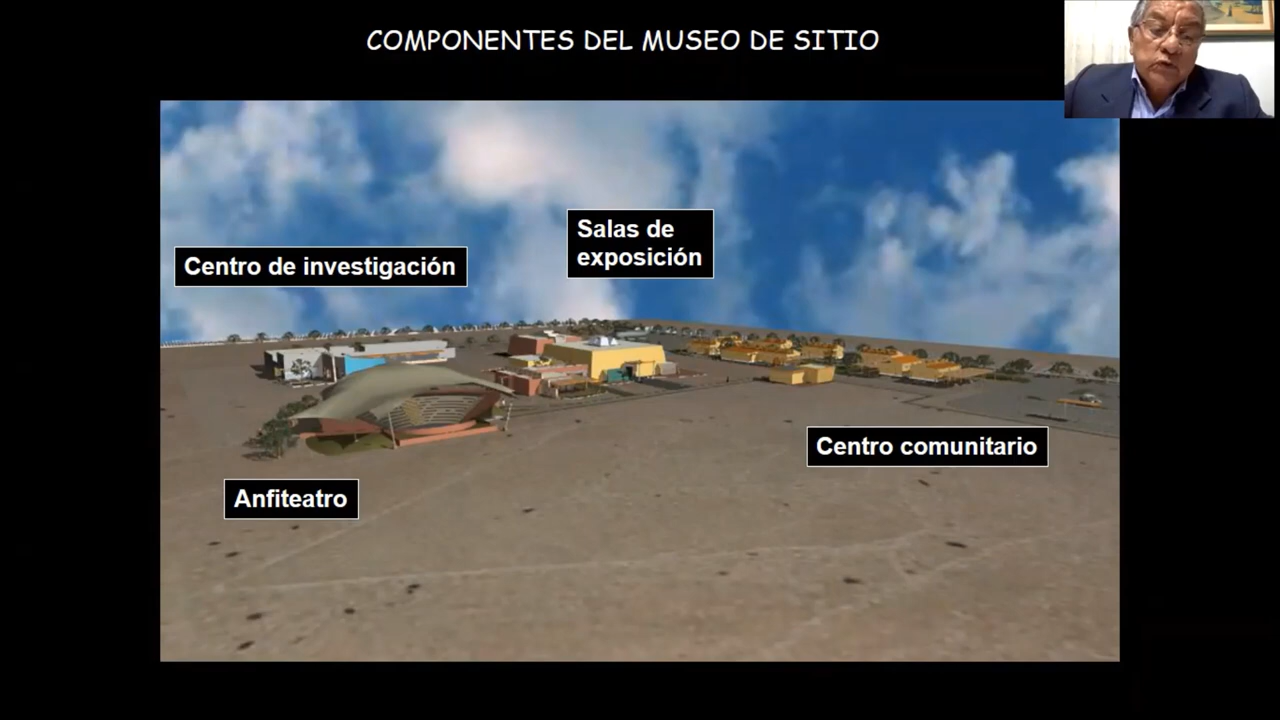 COMPONENTES DEL MUSEO DE SITIO
Salas de
exposición
Centro de investigación
Centro comunitario
Anfiteatro